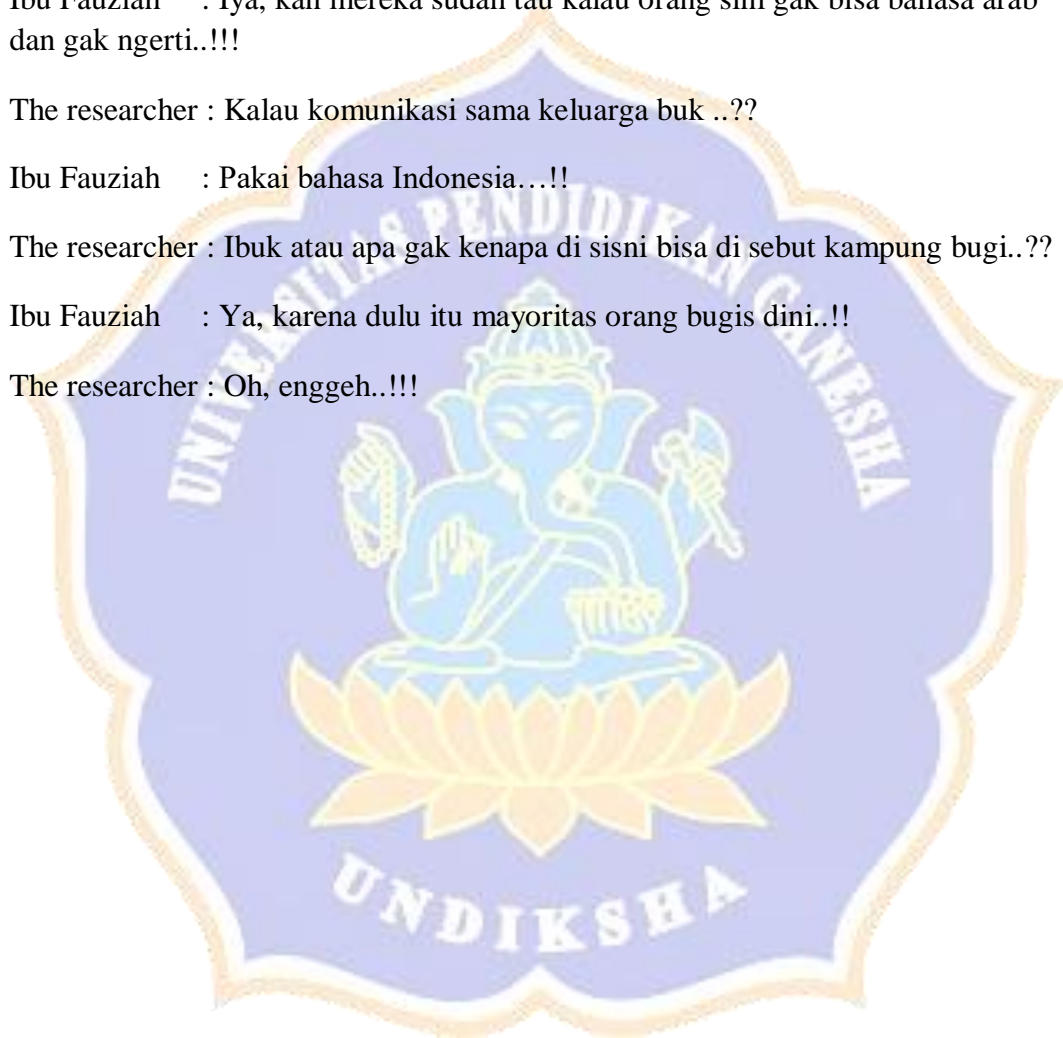 Ibu Fauziah : Iya, kan mereka sudah tau kalau orang sini gak bisa bahasa arab
dan gak ngerti..!!!
The researcher : Kalau komunikasi sama keluarga buk ..??
Ibu Fauziah : Pakai bahasa Indonesia…!!
The researcher : Ibuk atau apa gak kenapa di sisni bisa di sebut kampung bugi..??
Ibu Fauziah : Ya, karena dulu itu mayoritas orang bugis dini..!!
The researcher : Oh, enggeh..!!!
UNIVERSITAS PENDIDIKAN GANESHA
UNDIKSHA